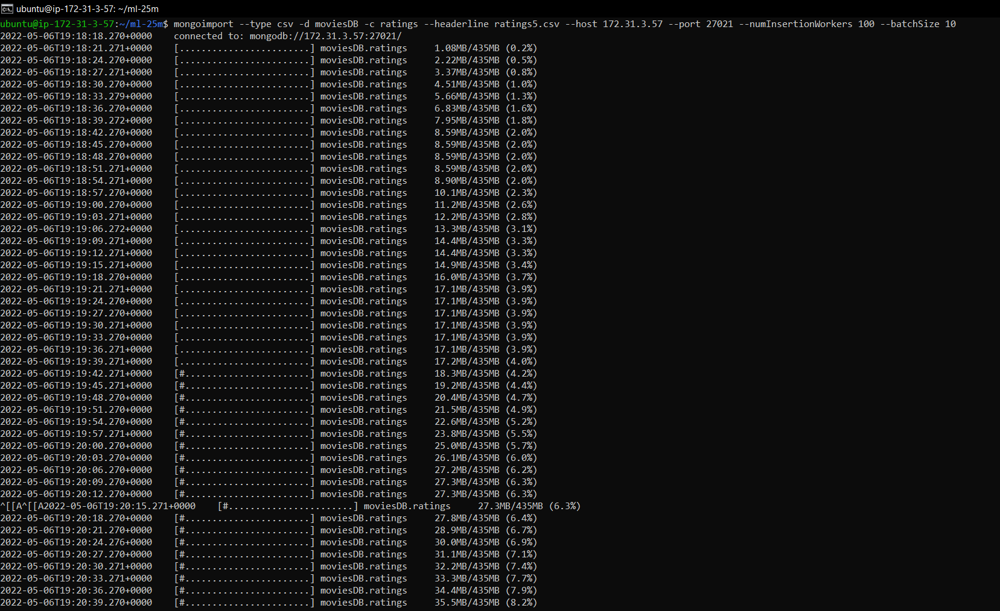 ubuntu@ip-172-31-3-57: ~/ml-25m
ubuntu@ip-172-31-3-57:~/ml-25m$ mongoimport --type csv -d moviesDB -c ratings --headerline ratings5.csv --host 172.31.3.57 --port 27021 --numInsertionWorkers 100 --batchSize 10
2022-05-06T19:18:18.270+0000    connected to: mongodb://172.31.3.57:27021/
2022-05-06T19:18:21.271+0000    [........................] moviesDB.ratings     1.08MB/435MB (0.2%)
2022-05-06T19:18:24.270+0000    [........................] moviesDB.ratings     2.22MB/435MB (0.5%)
2022-05-06T19:18:27.271+0000    [........................] moviesDB.ratings     3.37MB/435MB (0.8%)
2022-05-06T19:18:30.270+0000    [........................] moviesDB.ratings     4.51MB/435MB (1.0%)
2022-05-06T19:18:33.279+0000    [........................] moviesDB.ratings     5.66MB/435MB (1.3%)
2022-05-06T19:18:36.270+0000    [........................] moviesDB.ratings     6.83MB/435MB (1.6%)
2022-05-06T19:18:39.272+0000    [........................] moviesDB.ratings     7.95MB/435MB (1.8%)
2022-05-06T19:18:42.270+0000    [........................] moviesDB.ratings     8.59MB/435MB (2.0%)
2022-05-06T19:18:45.270+0000    [........................] moviesDB.ratings     8.59MB/435MB (2.0%)
2022-05-06T19:18:48.270+0000    [........................] moviesDB.ratings     8.59MB/435MB (2.0%)
2022-05-06T19:18:51.271+0000    [........................] moviesDB.ratings     8.59MB/435MB (2.0%)
2022-05-06T19:18:54.271+0000    [........................] moviesDB.ratings     8.90MB/435MB (2.0%)
2022-05-06T19:18:57.270+0000    [........................] moviesDB.ratings     10.1MB/435MB (2.3%)
2022-05-06T19:19:00.270+0000    [........................] moviesDB.ratings     11.2MB/435MB (2.6%)
2022-05-06T19:19:03.271+0000    [........................] moviesDB.ratings     12.2MB/435MB (2.8%)
2022-05-06T19:19:06.272+0000    [........................] moviesDB.ratings     13.3MB/435MB (3.1%)
2022-05-06T19:19:09.271+0000    [........................] moviesDB.ratings     14.4MB/435MB (3.3%)
2022-05-06T19:19:12.271+0000    [........................] moviesDB.ratings     14.4MB/435MB (3.3%)
2022-05-06T19:19:15.271+0000    [........................] moviesDB.ratings     14.9MB/435MB (3.4%)
2022-05-06T19:19:18.270+0000    [........................] moviesDB.ratings     16.0MB/435MB (3.7%)
2022-05-06T19:19:21.271+0000    [........................] moviesDB.ratings     17.1MB/435MB (3.9%)
2022-05-06T19:19:24.270+0000    [........................] moviesDB.ratings     17.1MB/435MB (3.9%)
2022-05-06T19:19:27.270+0000    [........................] moviesDB.ratings     17.1MB/435MB (3.9%)
2022-05-06T19:19:30.271+0000    [........................] moviesDB.ratings     17.1MB/435MB (3.9%)
2022-05-06T19:19:33.270+0000    [........................] moviesDB.ratings     17.1MB/435MB (3.9%)
2022-05-06T19:19:36.271+0000    [........................] moviesDB.ratings     17.1MB/435MB (3.9%)
2022-05-06T19:19:39.271+0000    [........................] moviesDB.ratings     17.2MB/435MB (4.0%)
2022-05-06T19:19:42.271+0000    [#.......................] moviesDB.ratings     18.3MB/435MB (4.2%)
2022-05-06T19:19:45.271+0000    [#.......................] moviesDB.ratings     19.2MB/435MB (4.4%)
2022-05-06T19:19:48.270+0000    [#.......................] moviesDB.ratings     20.4MB/435MB (4.7%)
2022-05-06T19:19:51.270+0000    [#.......................] moviesDB.ratings     21.5MB/435MB (4.9%)
2022-05-06T19:19:54.270+0000    [#.......................] moviesDB.ratings     22.6MB/435MB (5.2%)
2022-05-06T19:19:57.271+0000    [#.......................] moviesDB.ratings     23.8MB/435MB (5.5%)
2022-05-06T19:20:00.270+0000    [#.......................] moviesDB.ratings     25.0MB/435MB (5.7%)
2022-05-06T19:20:03.270+0000    [#.......................] moviesDB.ratings     26.1MB/435MB (6.0%)
2022-05-06T19:20:06.270+0000    [#.......................] moviesDB.ratings     27.2MB/435MB (6.2%)
2022-05-06T19:20:09.270+0000    [#.......................] moviesDB.ratings     27.3MB/435MB (6.3%)
2022-05-06T19:20:12.270+0000    [#.......................] moviesDB.ratings     27.3MB/435MB (6.3%)
^[[A^[[A2022-05-06T19:20:15.271+0000    [#.......................] moviesDB.ratings     27.3MB/435MB (6.3%)
2022-05-06T19:20:18.270+0000    [#.......................] moviesDB.ratings     27.8MB/435MB (6.4%)
2022-05-06T19:20:21.270+0000    [#.......................] moviesDB.ratings     28.9MB/435MB (6.7%)
2022-05-06T19:20:24.276+0000    [#.......................] moviesDB.ratings     30.0MB/435MB (6.9%)
2022-05-06T19:20:27.270+0000    [#.......................] moviesDB.ratings     31.1MB/435MB (7.1%)
2022-05-06T19:20:30.271+0000    [#.......................] moviesDB.ratings     32.2MB/435MB (7.4%)
2022-05-06T19:20:33.271+0000    [#.......................] moviesDB.ratings     33.3MB/435MB (7.7%)
2022-05-06T19:20:36.270+0000    [#.......................] moviesDB.ratings     34.4MB/435MB (7.9%)
2022-05-06T19:20:39.270+0000    [#.......................] moviesDB.ratings     35.5MB/435MB (8.2%)